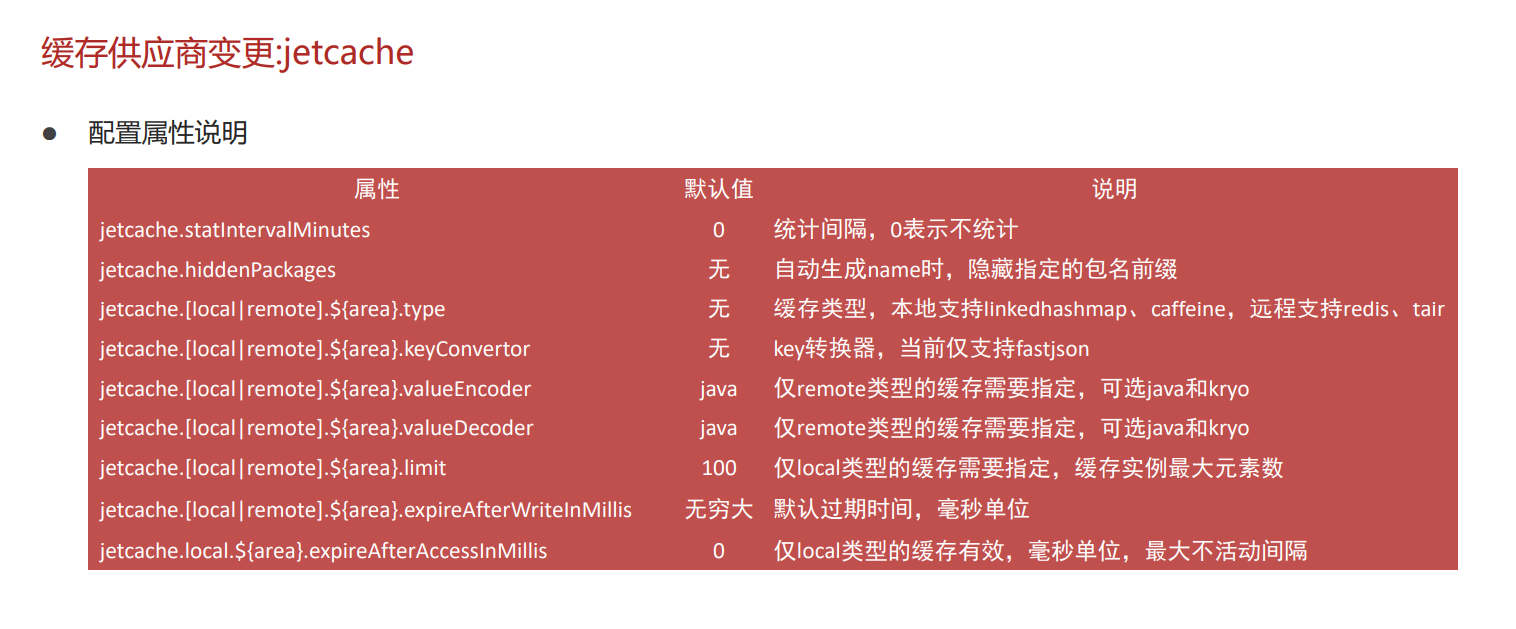 缓存供应商变更:jetcache
● 配置属性说明
属性 默认值 说明
jetcache.statIntervalMinutes 0 统计间隔，0表示不统计
jetcache.hiddenPackages 无 自动生成name时，隐藏指定的包名前缀
jetcache.[local|remote].${area}.type 无 缓存类型，本地支持linkedhashmap、caffeine，远程支持redis、tair
jetcache.[local|remote].${area}.keyConvertor 无 key转换器，当前仅支持fastjson
jetcache.[local|remote].${area}.valueEncoder java 仅remote类型的缓存需要指定，可选java和kryo
jetcache.[local|remote].${area}.valueDecoder java 仅remote类型的缓存需要指定，可选java和kryo
jetcache.[local|remote].${area}.limit 100 仅local类型的缓存需要指定，缓存实例最大元素数
jetcache.[local|remote].${area}.expireAfterWriteInMillis 无穷大 默认过期时间，毫秒单位
jetcache.local.${area}.expireAfterAccessInMillis 0 仅local类型的缓存有效，毫秒单位，最大不活动间隔